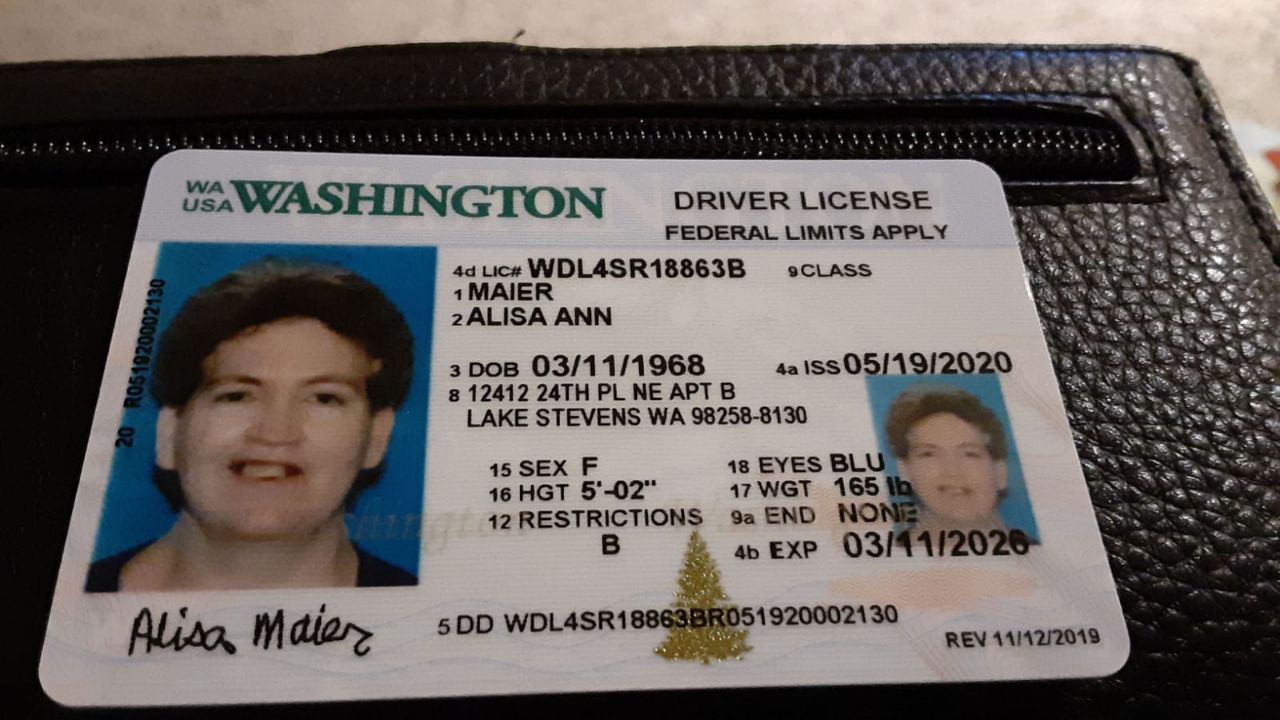 WA USA WASHINGTON DRIVER LICENSE
FEDERAL LIMITS APPLY
20 R051920002130
4d LIC# WDL4SR18863B 9 CLASS
1 MAIER
2 ALISA ANN
3 DOB 03/11/1968 4a ISS 05/19/2020
8 12412 24TH PL NE APT B
LAKE STEVENS WA 98258-8130
15 SEX F 18 EYES BLU
16 HGT 5'-02" 17 WGT 165 lb
12 RESTRICTIONS 9a END NONE
B 4b EXP 03/11/2026
Alisa Maier
5 DD WDL4SR18863BR051920002130
REV 11/12/2019